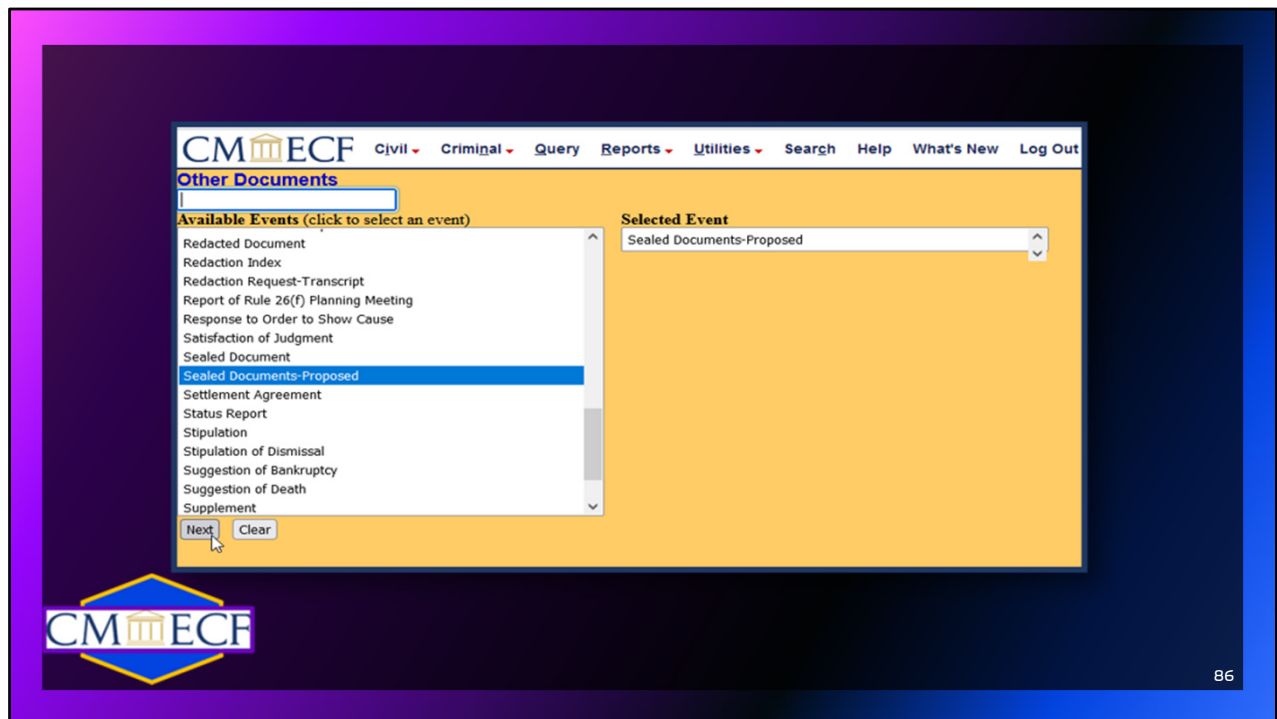 CM ECF Civil Criminal Query Reports Utilities Search Help What's New Log Out
Other Documents
Available Events (click to select an event)
Selected Event
Redacted Document
Redaction Index
Redaction Request-Transcript
Report of Rule 26(f) Planning Meeting
Response to Order to Show Cause
Satisfaction of Judgment
Sealed Document
Sealed Documents-Proposed
Settlement Agreement
Status Report
Stipulation
Stipulation of Dismissal
Suggestion of Bankruptcy
Suggestion of Death
Supplement
Sealed Documents-Proposed
Next Clear
CM ECF
86